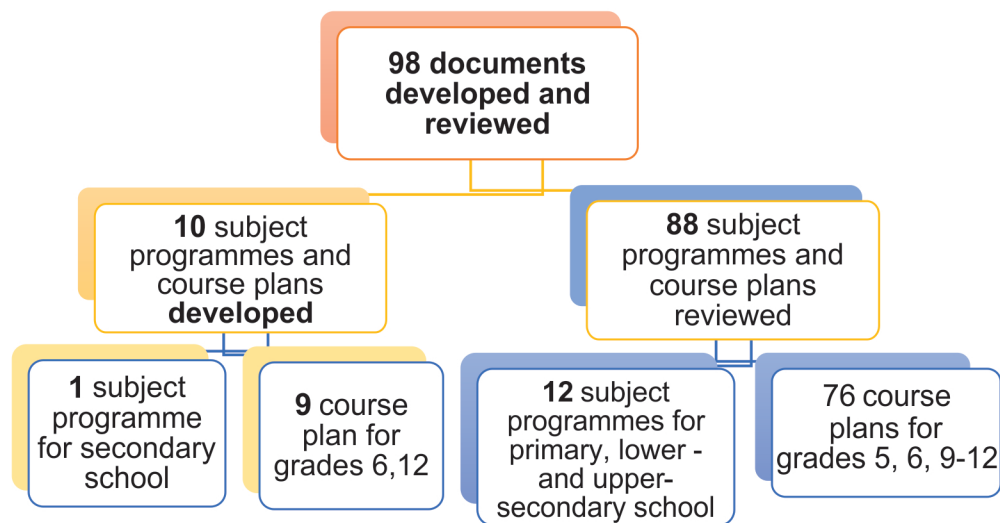 98 documents
developed and
reviewed
10 subject
programmes and
course plans
developed
88 subject
programmes and
course plans
reviewed
1 subject
programme
for secondary
school
9 course
plan for
grades 6,12
12 subject
programmes for
primary, lower -
and upper-
secondary school
76 course
plans for
grades 5, 6, 9-12